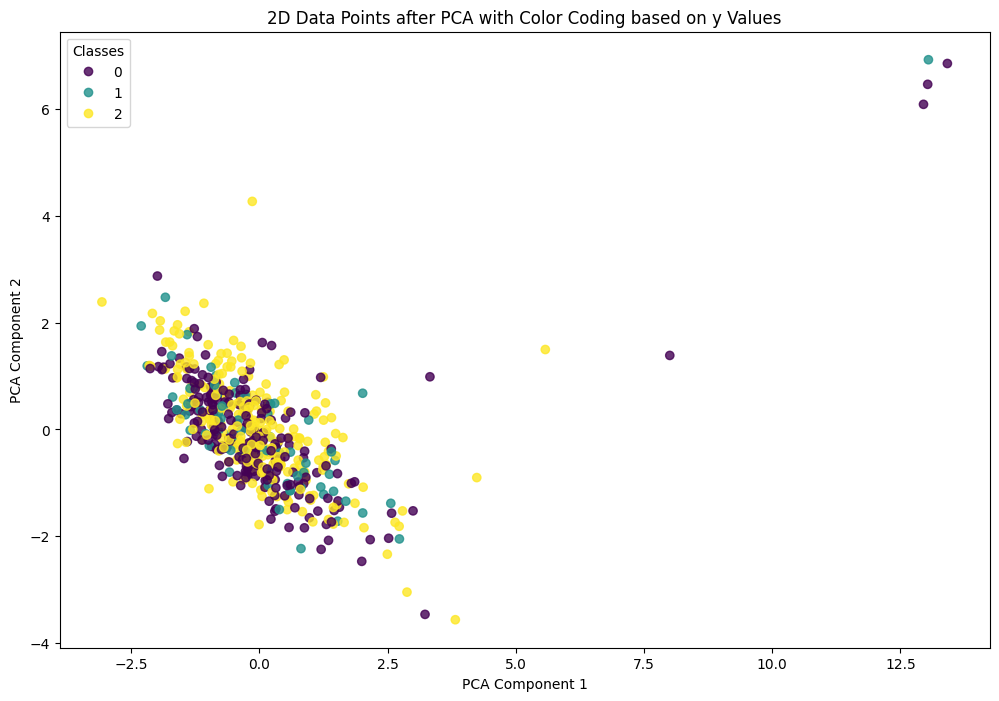 2D Data Points after PCA with Color Coding based on y Values
Classes
0
1
2
6
4
2
0
−2
−4
PCA Component 2
−2.5 0.0 2.5 5.0 7.5 10.0 12.5
PCA Component 1